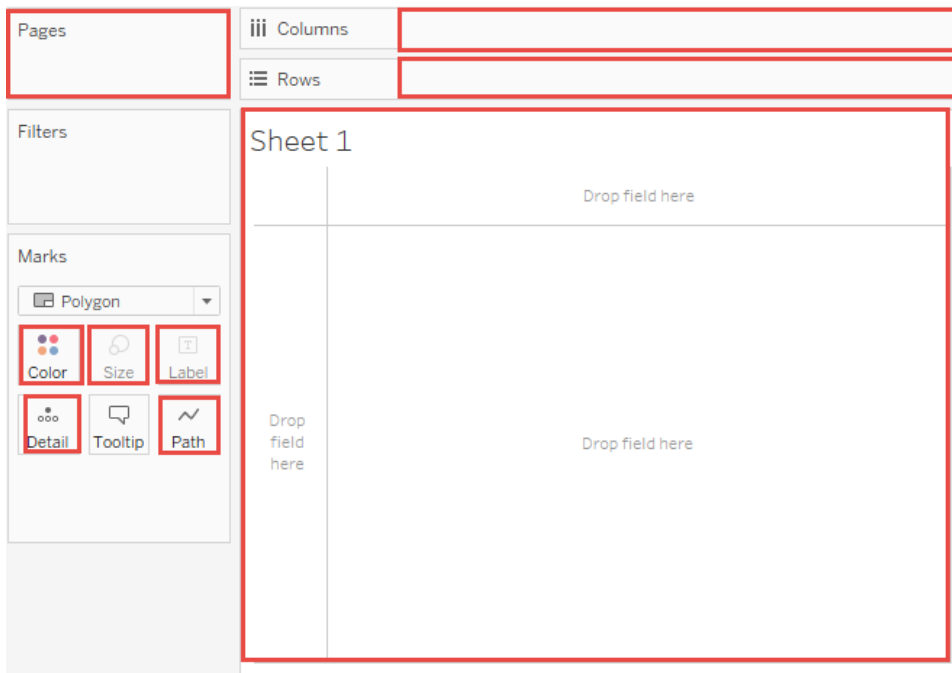 Pages
Columns
Rows
Filters
Sheet 1
Drop field here
Marks
Polygon
Color Size Label
Detail Tooltip Path
Drop
field
here
Drop field here